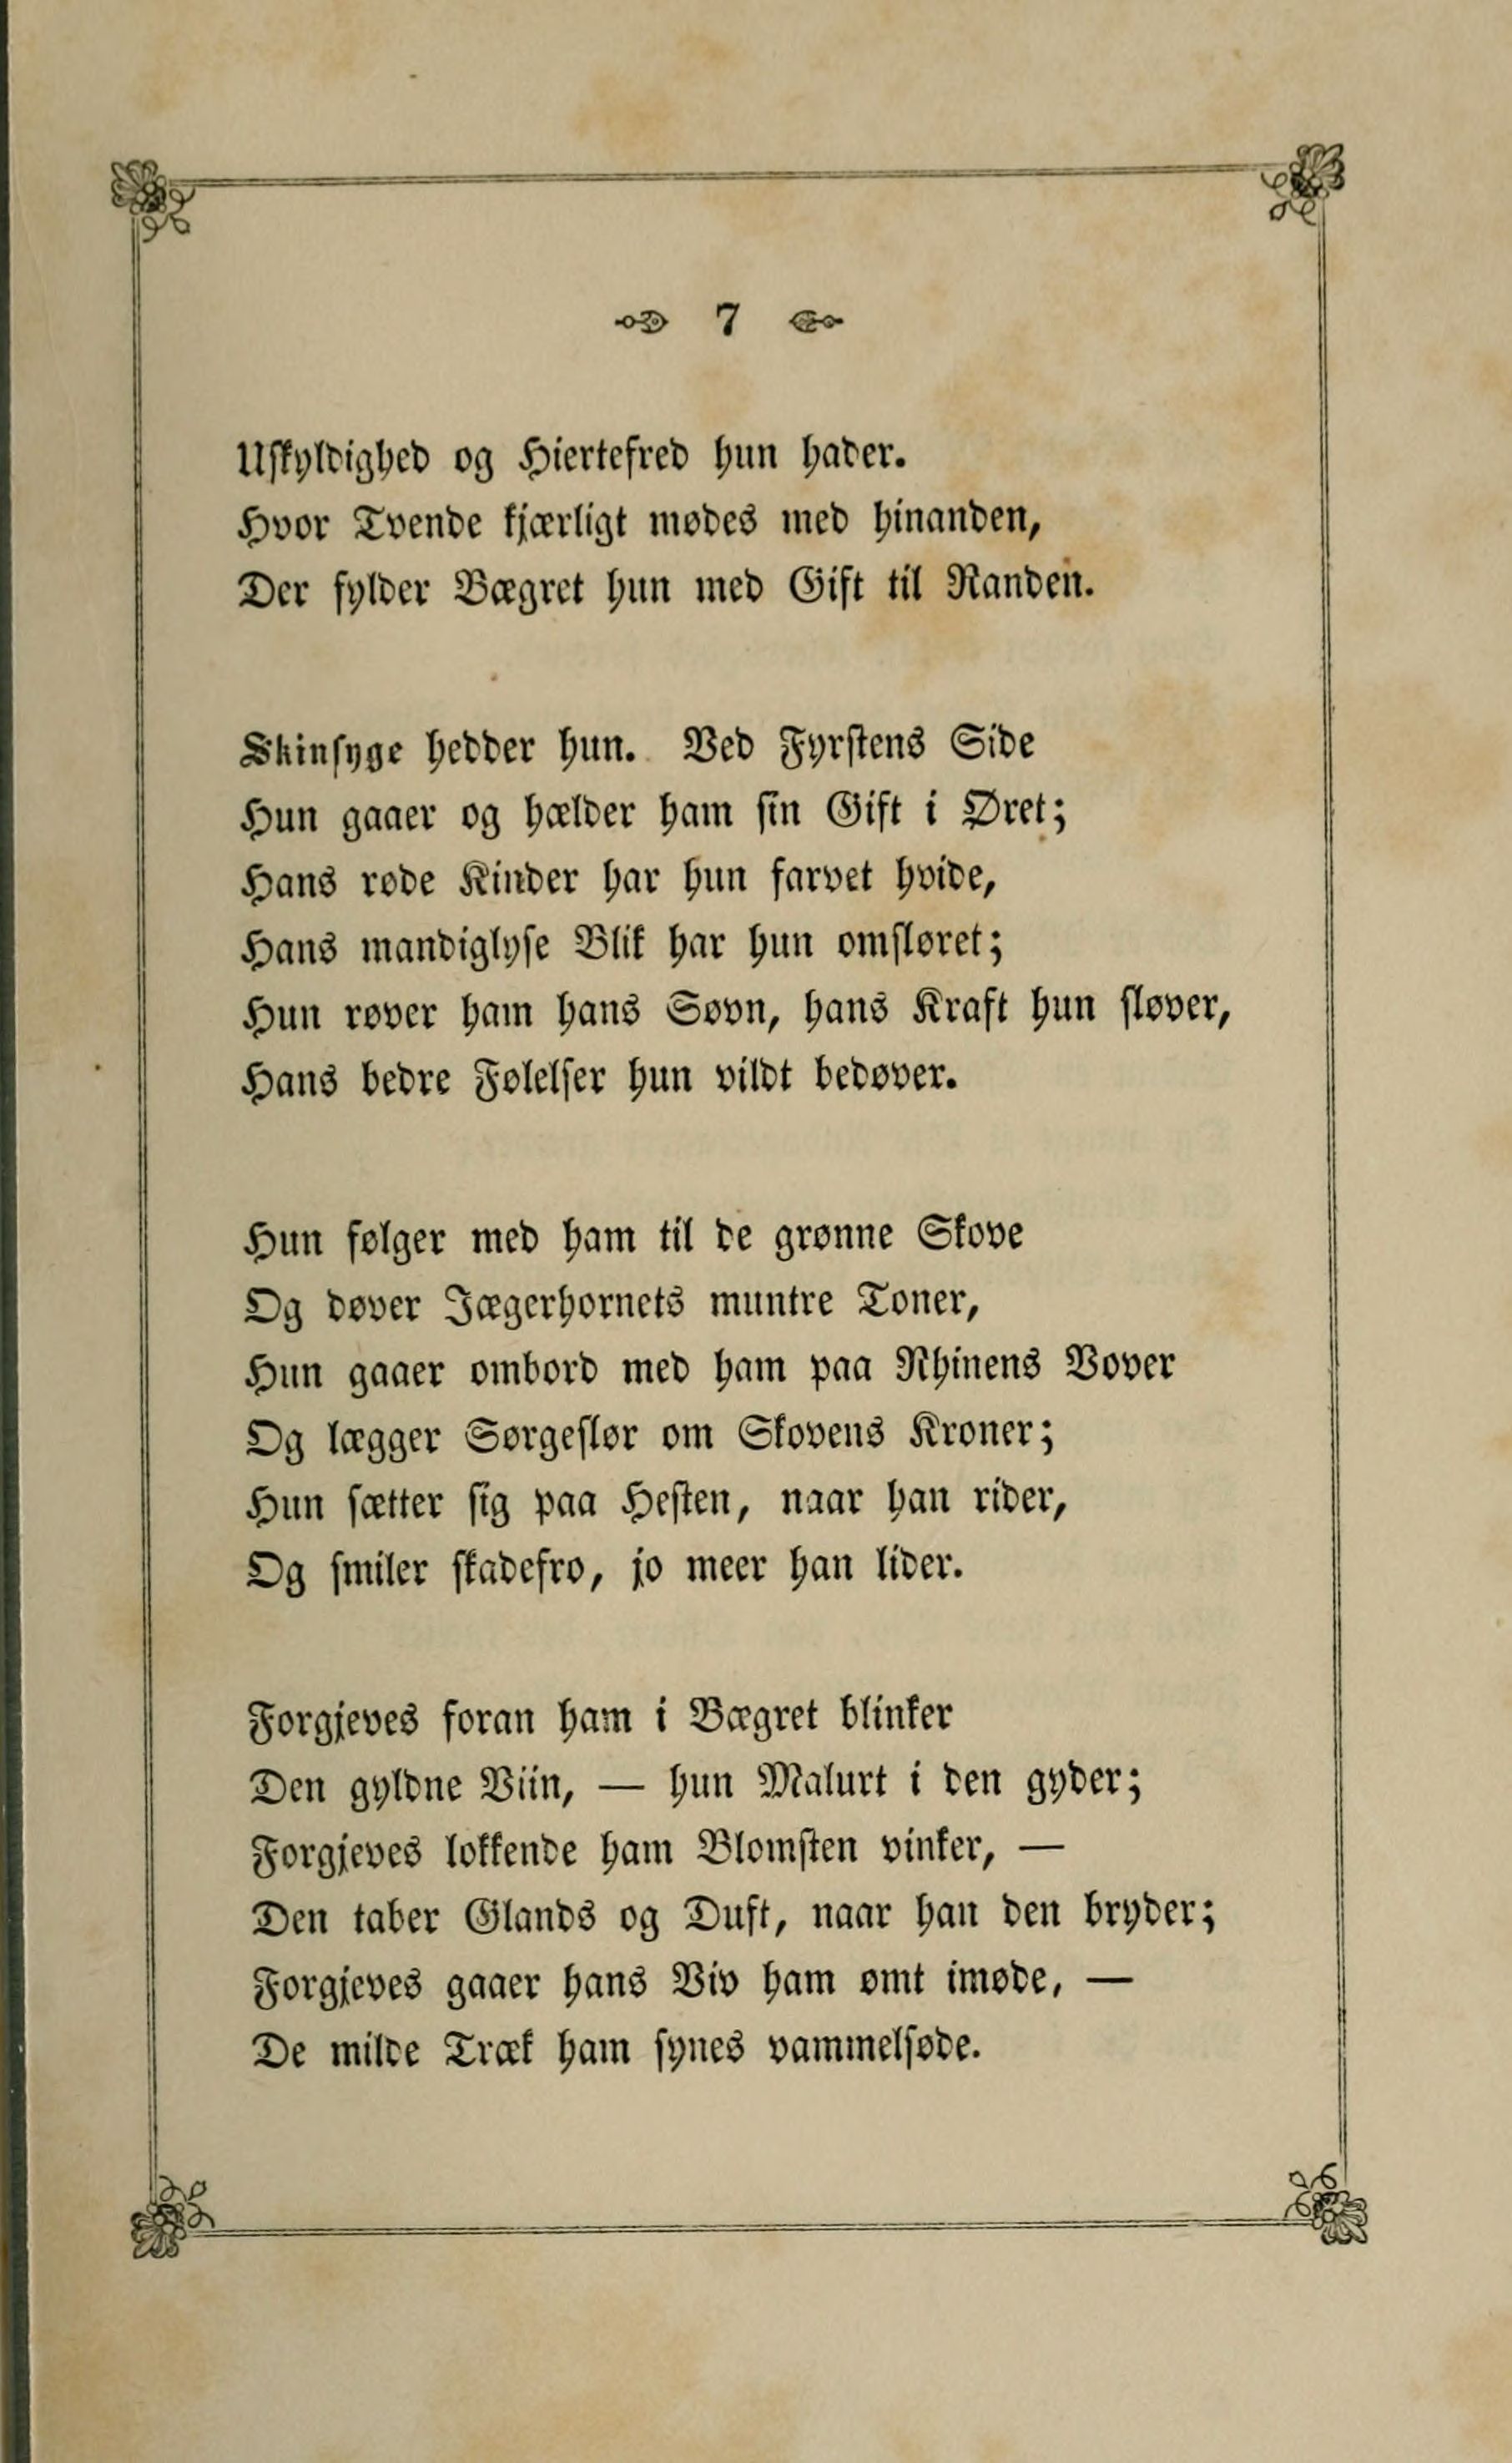 7
Uskyldighed og Hiertefred hun hader.
Hvor Tvende kjærligt mødes med hinanden,
Der fylder Bægret hun med Gift til Randen.
Skinsyge hedder hun. Ved Fyrstens Side
Hun gaaer og hælder ham sin Gift i Øret;
Hans røde Kinder har hun farvet hvide,
Hans mandiglyse Blik har hun omsløret;
Hun røver ham hans Søvn, hans Kraft hun sløver,
Hans bedre Følelser hun vildt bedøver.
Hun følger med ham til de grønne Skove
Og døver Jægerhornets muntre Toner,
Hun gaaer ombord med ham paa Rhinens Vover
Og lægger Sørgeslør om Skovens Kroner;
Hun sætter sig paa Hesten, naar han rider,
Og smiler skadefro, jo meer han lider.
Forgjeves foran ham i Bægret blinker
Den gyldne Viin, — hun Malurt i den gyder;
Forgjeves lokkende ham Blomsten vinker, —
Den taber Glands og Duft, naar han den bryder;
Forgjeves gaaer hans Viv ham ømt imøde, —
De milde Træk ham synes vammelsøde.